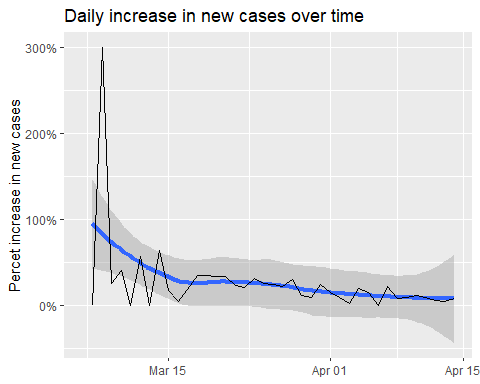 Daily increase in new cases over time
Percet increase in new cases
300%
200%
100%
0%
Mar 15
Apr 01
Apr 15